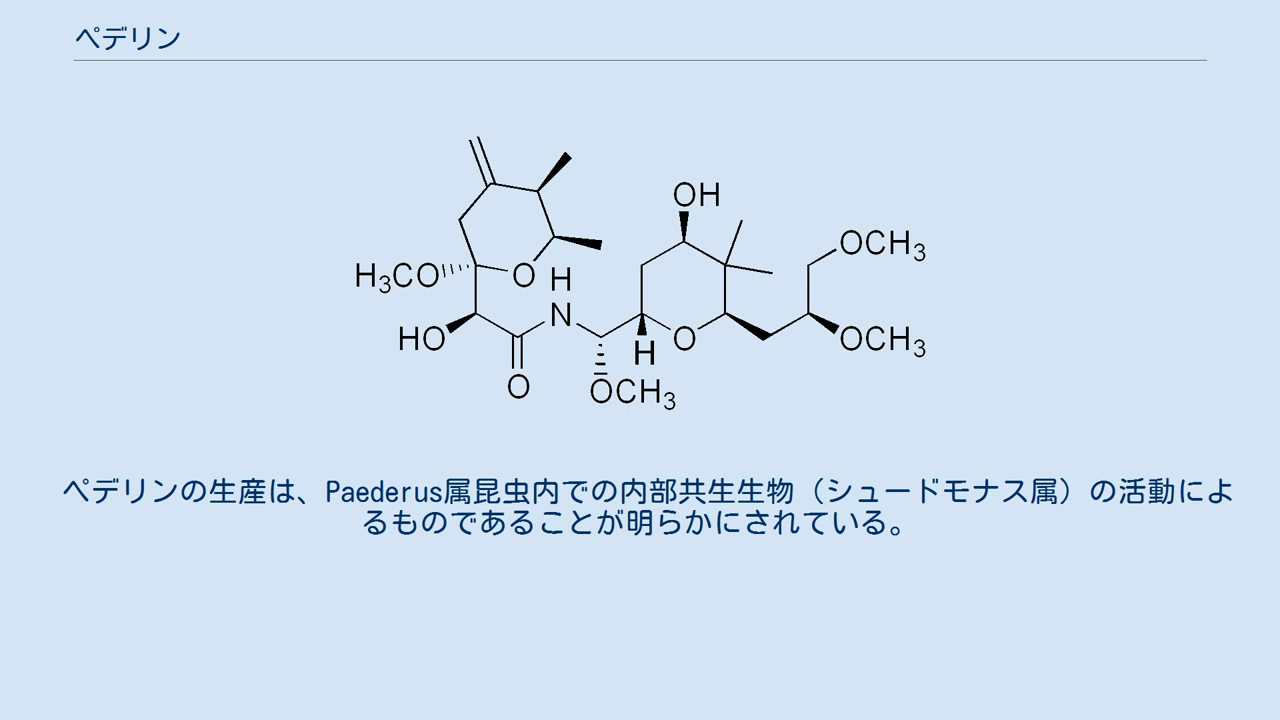 ペデリン
OH
OCH3
H3CO
O
H
N
HO
O
H
OCH3
O
OCH3
ペデリンの生産は、Paederus属昆虫内での内部共生生物（シュードモナス属）の活動によ
るものであることが明らかにされている。